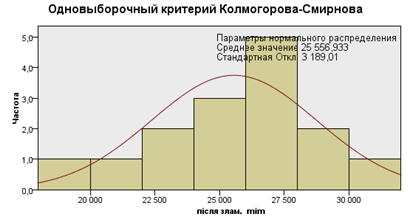 Одновыборочный критерий Колмогорова-Смирнова
Параметры нормального распределения
Среднее значение 25 556,933
Стандартная Откл. 3 189,01
5,0
4,0
3,0
2,0
1,0
0,0
Частота
20 000
22 500
25 000
27 500
30 000
після злам, mim